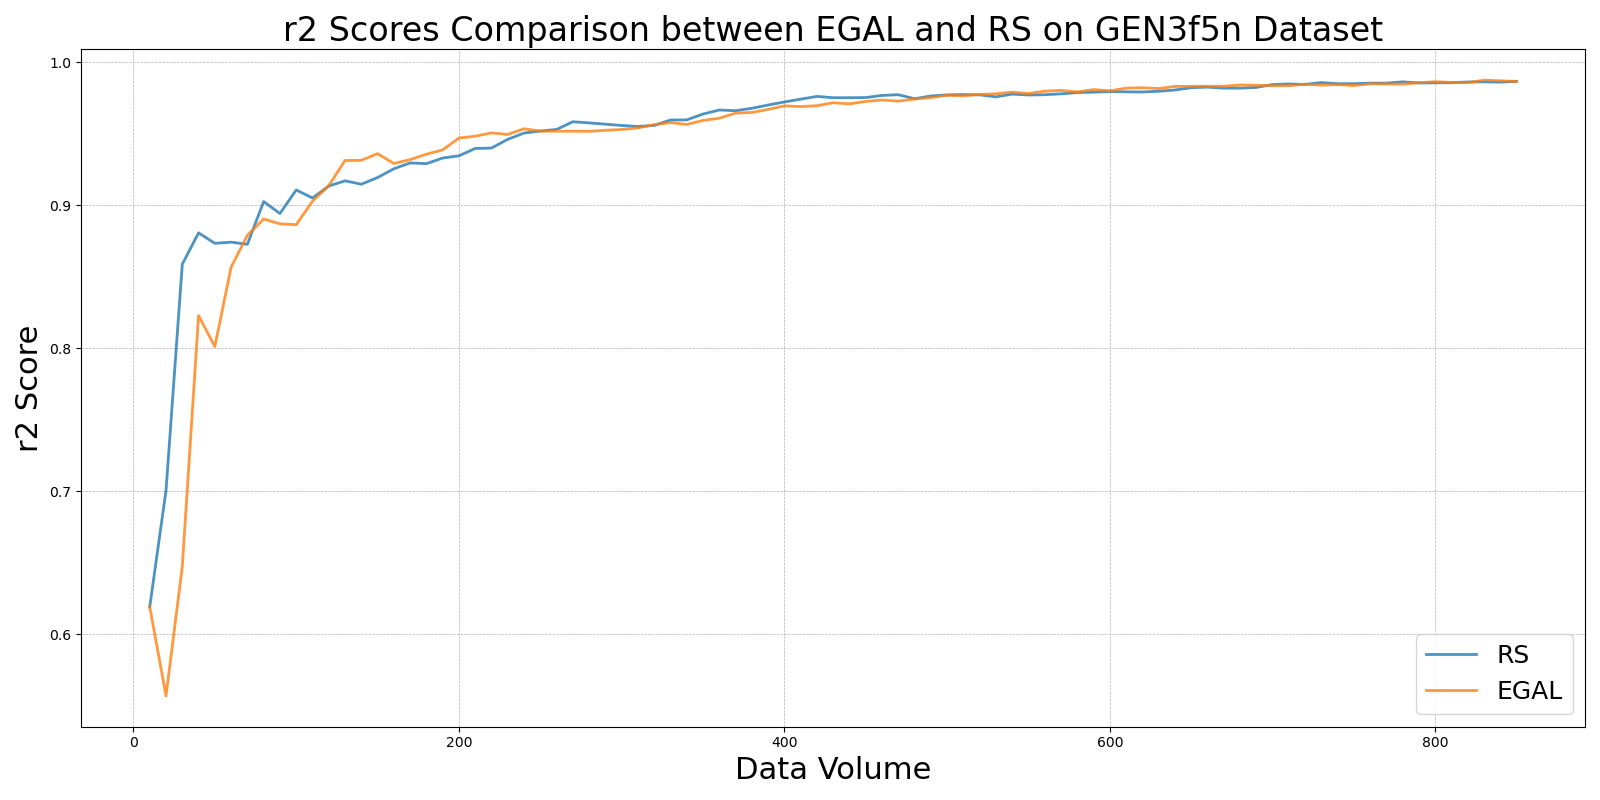 r2 Scores Comparison between EGAL and RS on GEN3f5n Dataset
1.0
0.9
0.8
0.7
0.6
r2 Score
RS
EGAL
0 200 400 600 800
Data Volume